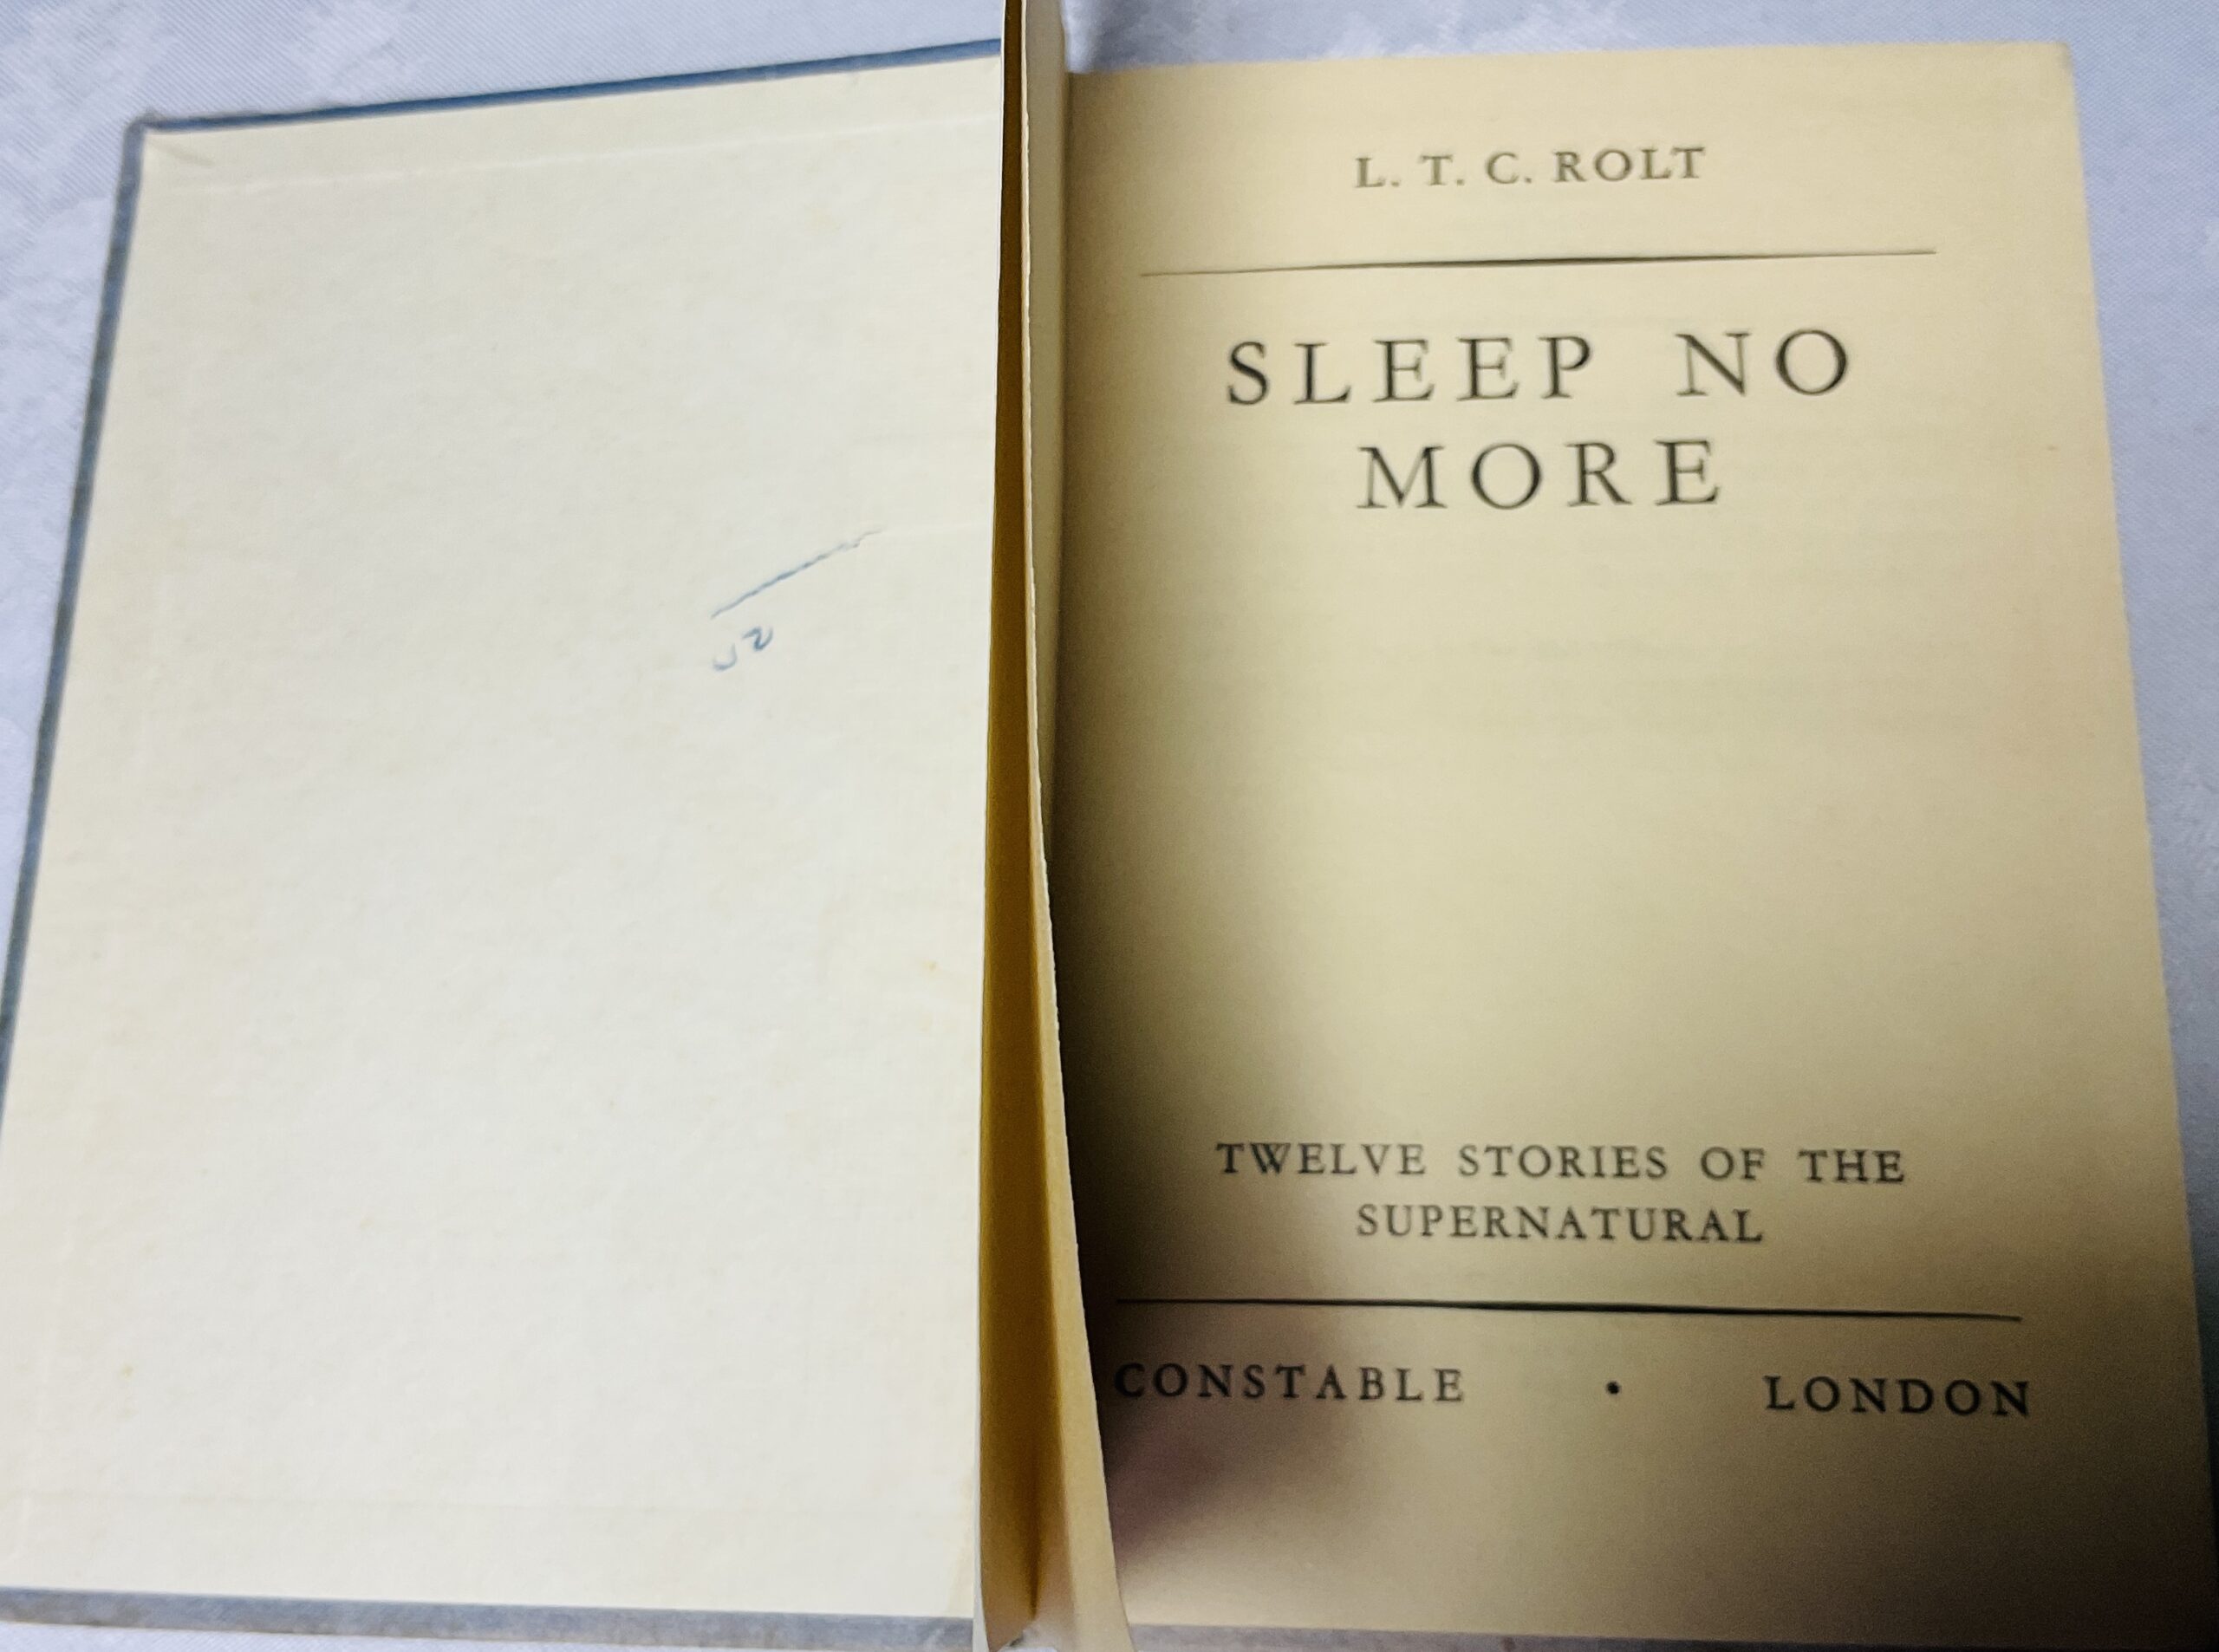 L. T. C. ROLT
SLEEP NO
MORE
TWELVE STORIES OF THE
SUPERNATURAL
CONSTABLE • LONDON